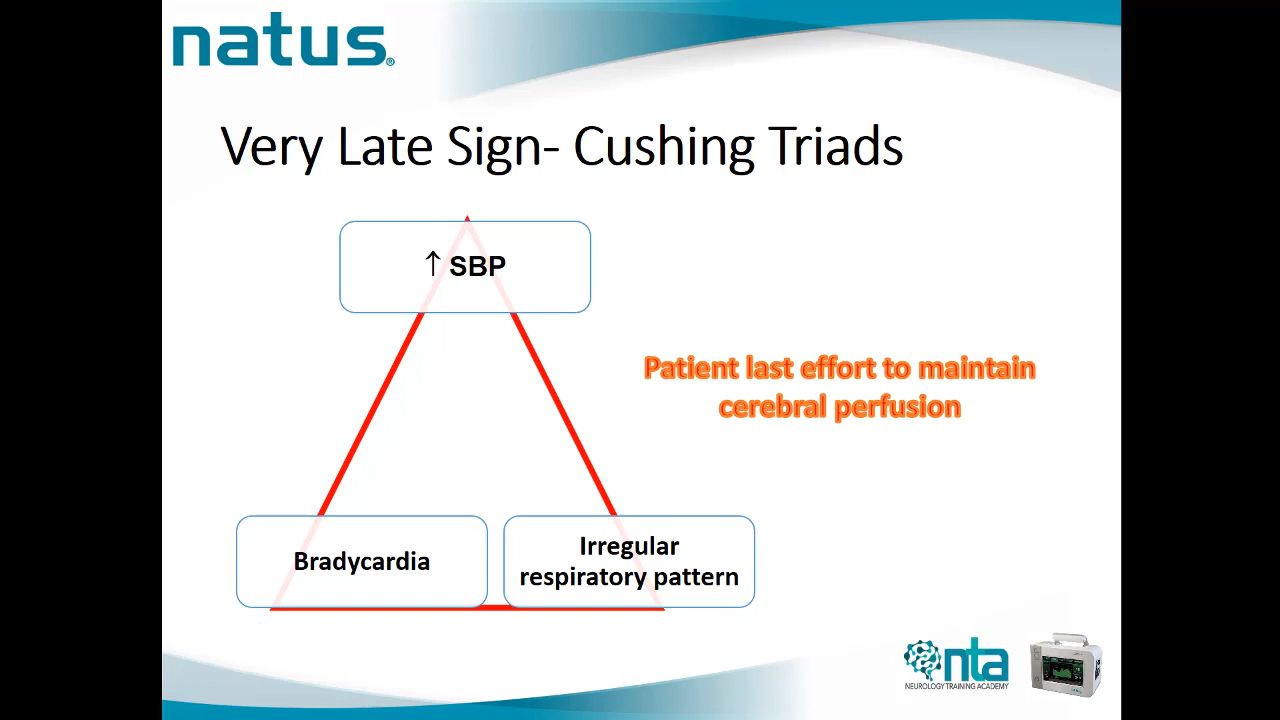 natus®
Very Late Sign- Cushing Triads
↑ SBP
Patient last effort to maintain
cerebral perfusion
Bradycardia
Irregular
respiratory pattern
nta
NEUROLOGY TRAINING ACADEMY